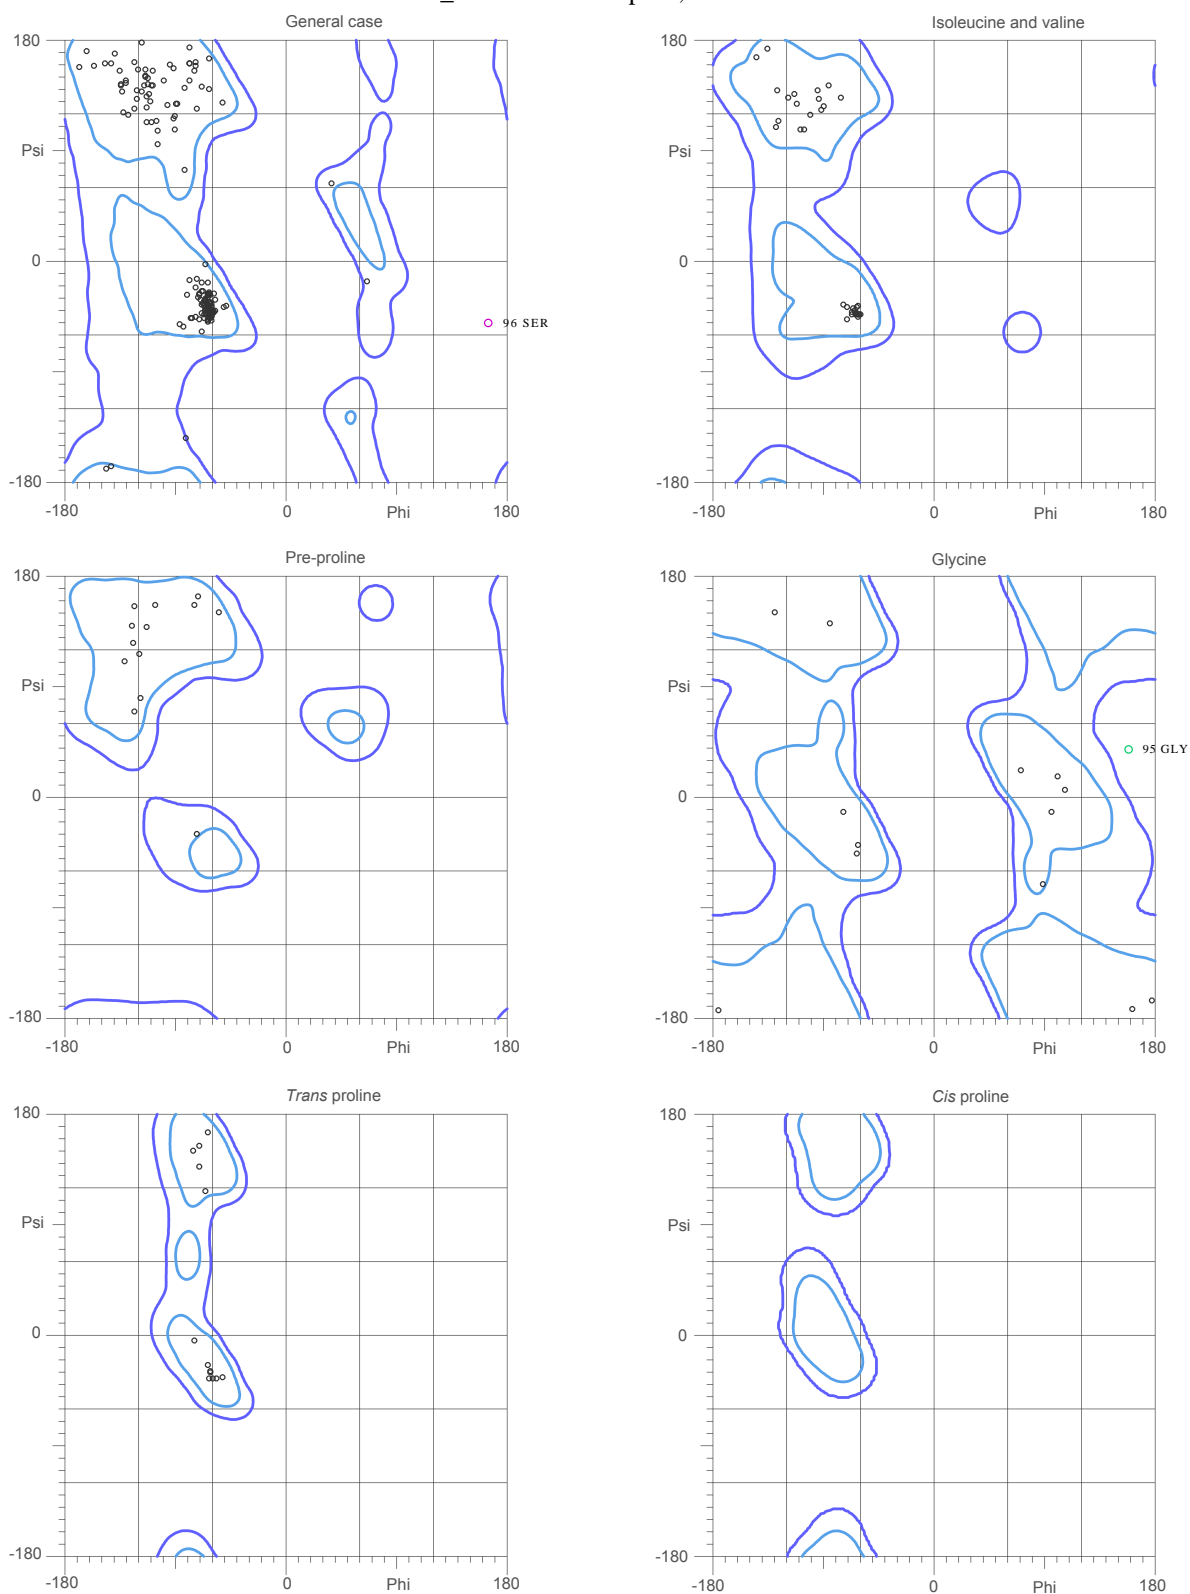 General case
Isoleucine and valine
180
180
Psi
Psi
0
0
96 SER
-180
-180
-180
0
Phi
180
-180
0
Phi
180
Pre-proline
Glycine
180
180
Psi
Psi
95 GLY
0
0
-180
-180
-180
0
Phi
180
-180
0
Phi
180
Trans proline
Cis proline
180
180
Psi
Psi
0
0
-180
-180
-180
0
Phi
180
-180
0
Phi
180